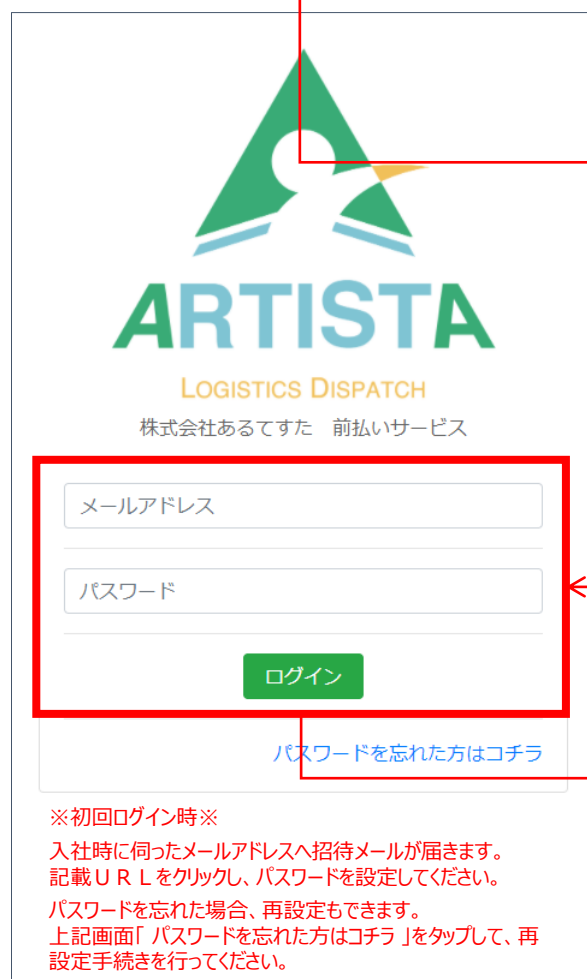 ARTISTA
LOGISTICS DISPATCH
株式会社あるてすた　前払いサービス
メールアドレス
パスワード
ログイン
パスワードを忘れた方はコチラ
※初回ログイン時※
入社時に伺ったメールアドレスへ招待メールが届きます。
記載ＵＲＬをクリックし、パスワードを設定してください。
パスワードを忘れた場合、再設定もできます。
上記画面「 パスワードを忘れた方はコチラ 」をタップして、再
設定手続きを行ってください。